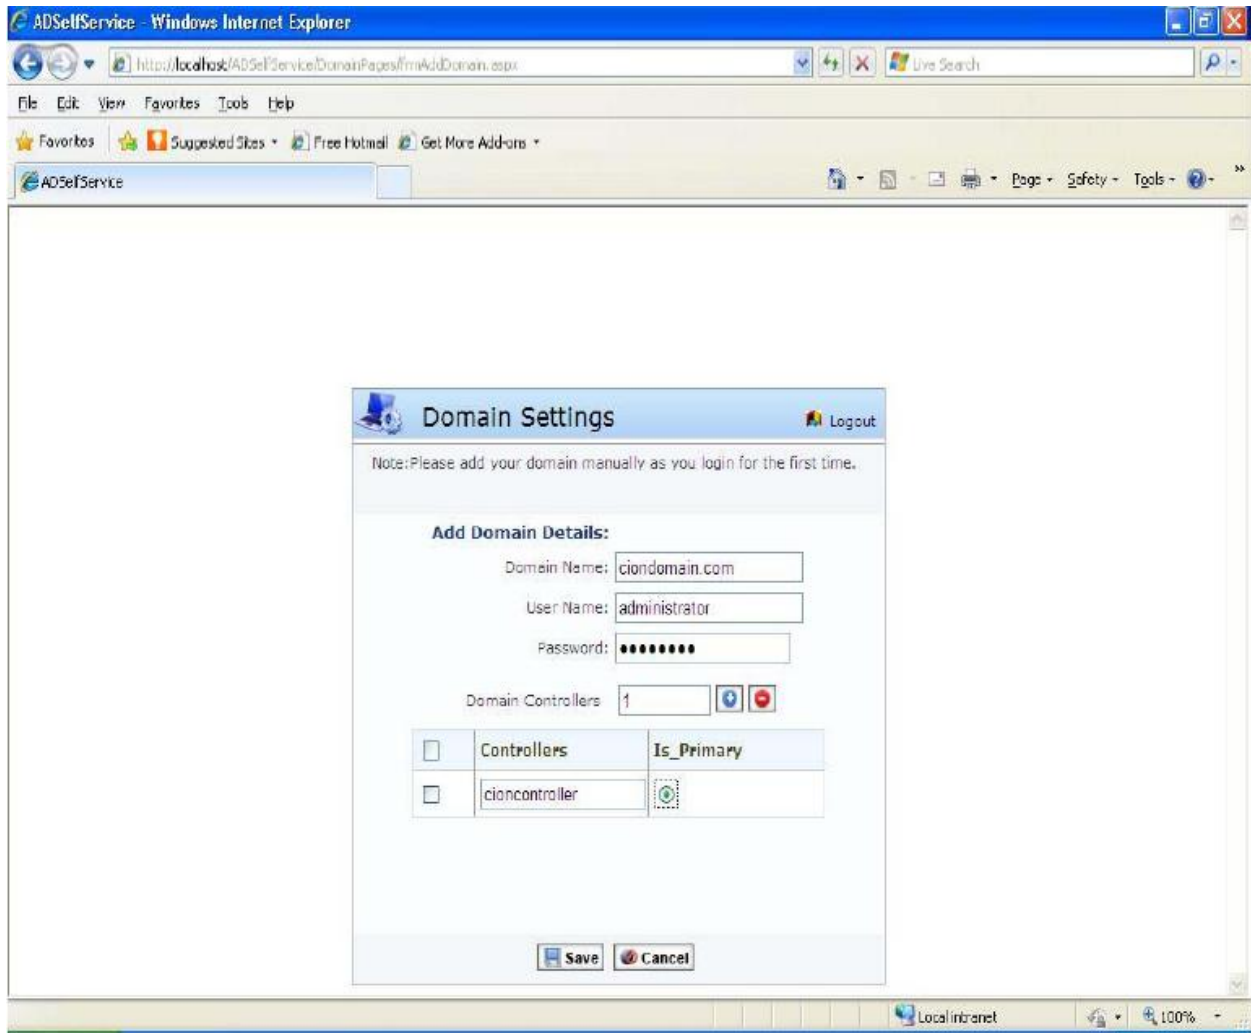 ADSelfService - Windows Internet Explorer
http://localhost/ADSelfService/DomainPages/frmAddDomain.aspx
Live Search
File Edit View Favorites Tools Help
Favorites Suggested Sites Free Hotmail Get More Add-ons
ADSelfService
Page Safety Tools
Domain Settings
Logout
Note:Please add your domain manually as you login for the first time.
Add Domain Details:
Domain Name: ciondomain.com
User Name: administrator
Password: ••••••••
Domain Controllers 1
Controllers Is_Primary
cioncontroller
Save Cancel
Local intranet 100%